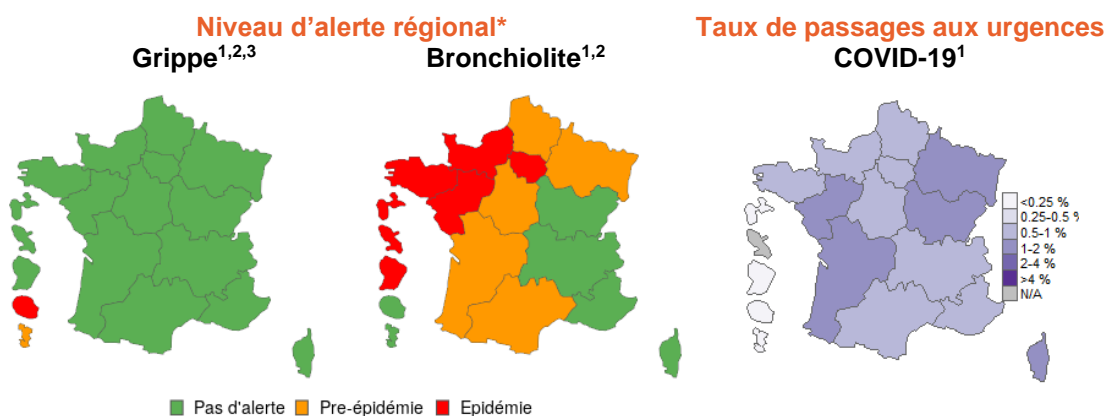 Niveau d’alerte régional*
Grippe1,2,3
Bronchiolite1,2
Taux de passages aux urgences
COVID-191
<0.25 %
0.25-0.5 %
0.5-1 %
1-2 %
2-4 %
>4 %
N/A
Pas d'alerte
Pre-épidémie
Epidémie